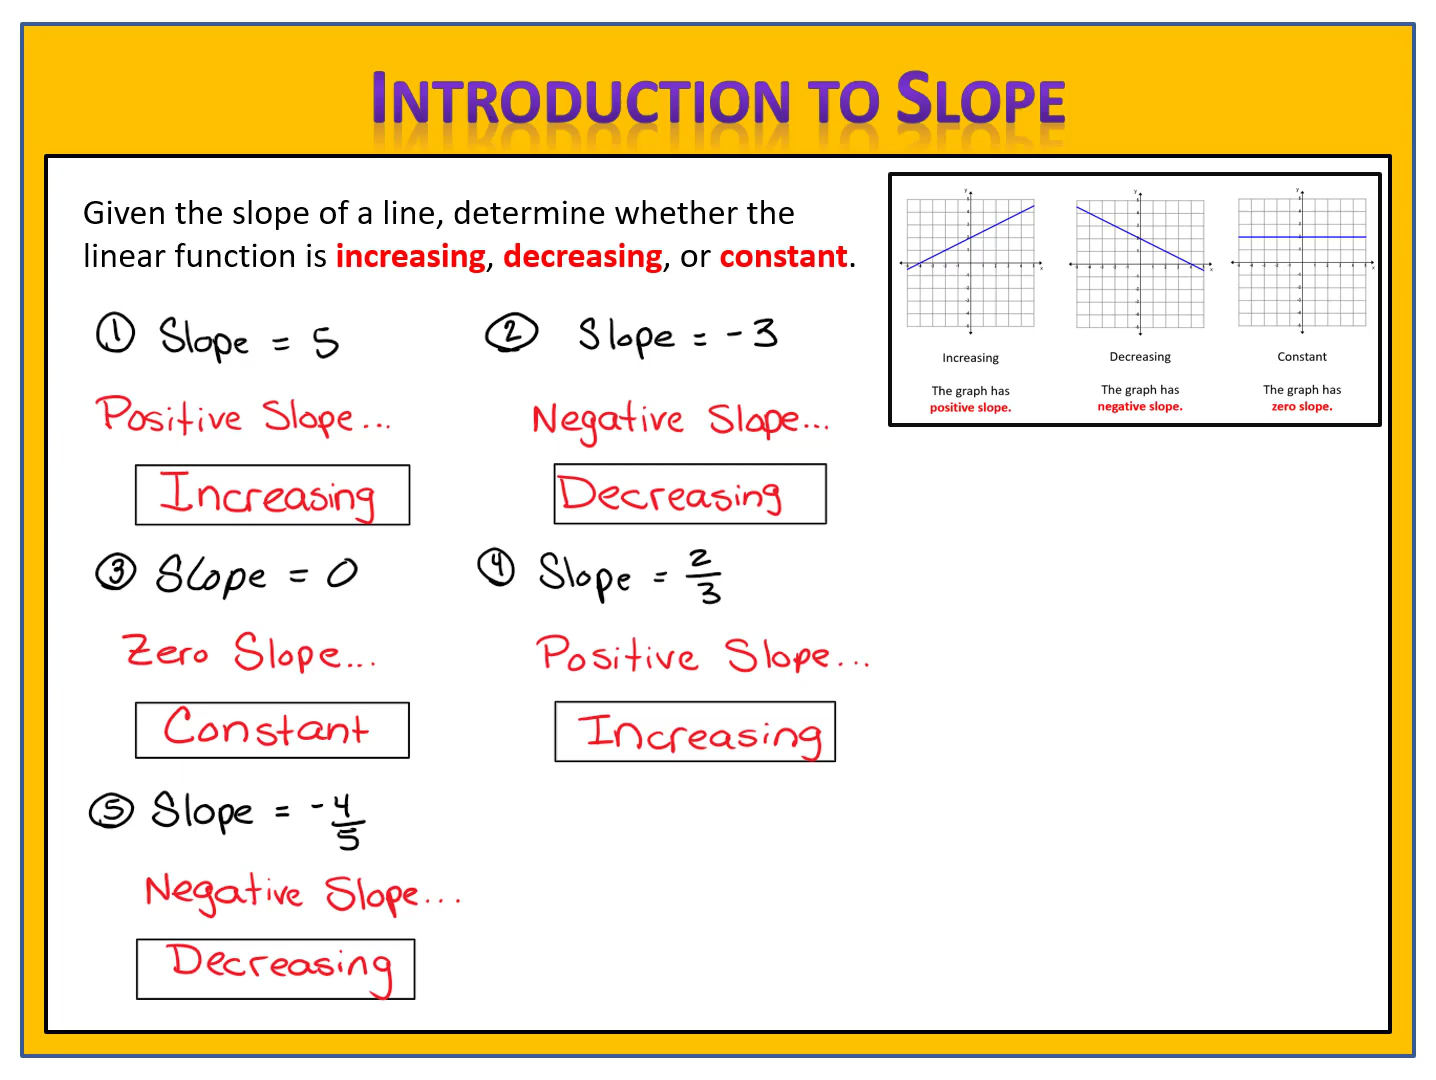 INTRODUCTION TO SLOPE
Given the slope of a line, determine whether the
linear function is increasing, decreasing, or constant.
① Slope = 5
Positive Slope...
Increasing
② Slope = -3
Negative Slope...
Decreasing
③ Slope = 0
Zero Slope...
Constant
④ Slope = 2/3
Positive Slope...
Increasing
⑤ Slope = -4/5
Negative Slope...
Decreasing
y
x
Increasing
The graph has
positive slope.
y
x
Decreasing
The graph has
negative slope.
y
x
Constant
The graph has
zero slope.